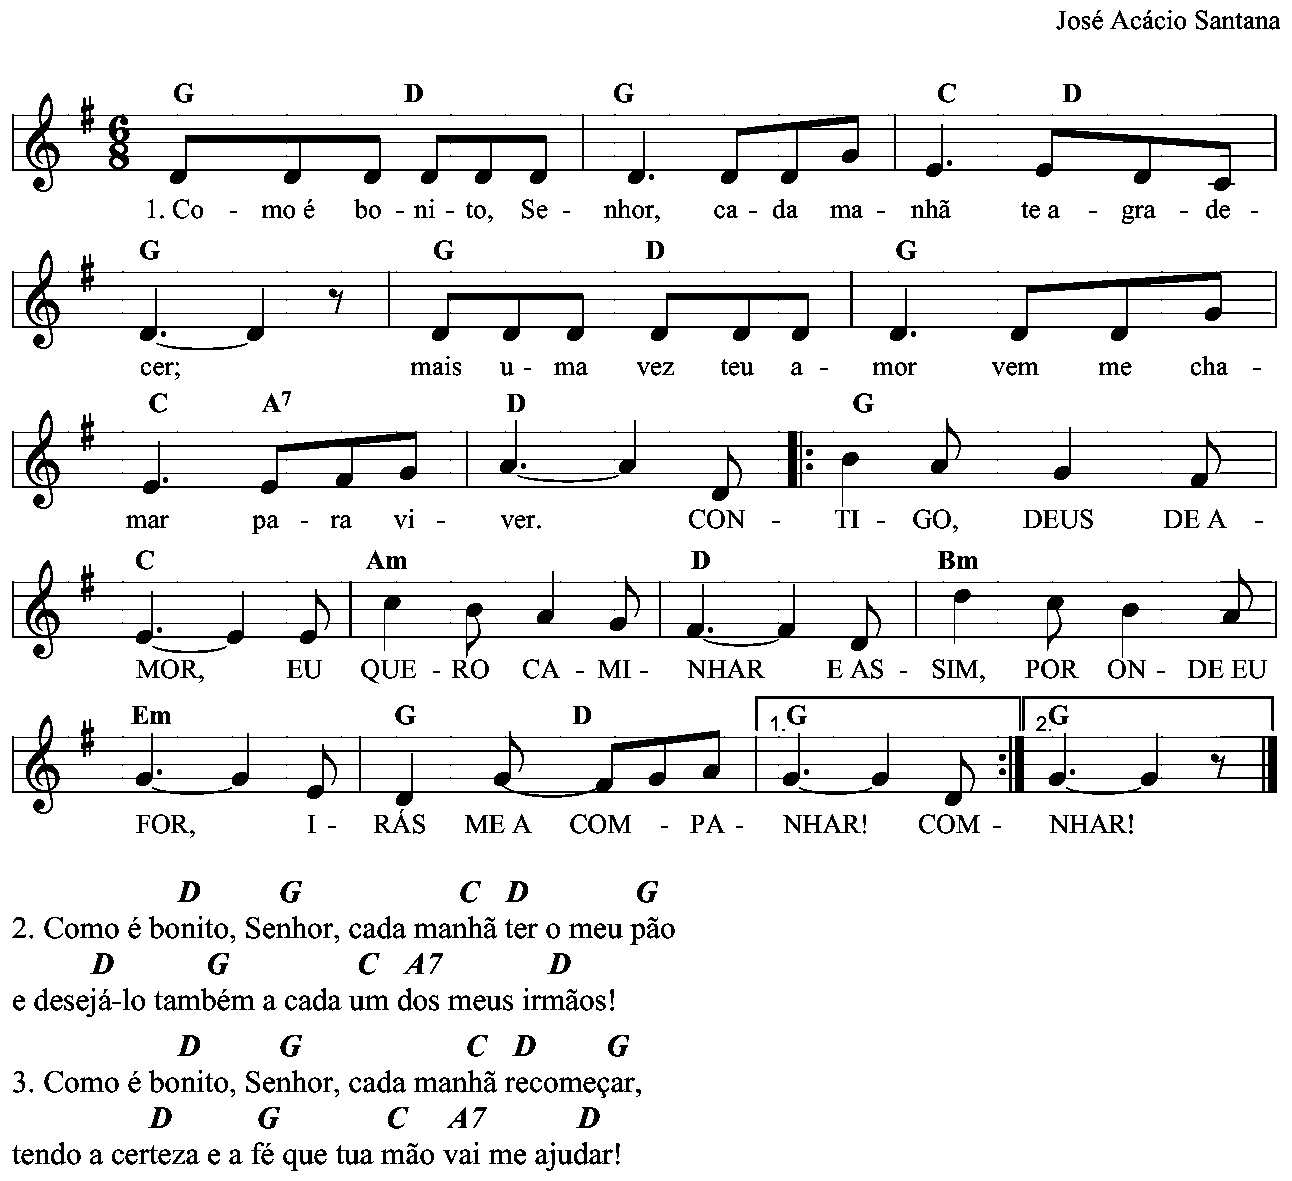 José Acácio Santana
G D G C D
6
8
1. Co - mo é bo - ni - to, Se - nhor, ca - da ma - nhã te a - gra - de -
G G D G
cer; mais u - ma vez teu a - mor vem me cha -
C A7 D G
mar pa - ra vi - ver. CON - TI - GO, DEUS DE A -
C Am D Bm
MOR, EU QUE - RO CA - MI - NHAR E AS - SIM, POR ON - DE EU
Em G D 1. G 2. G
FOR, I - RÁS ME A COM - PA - NHAR! COM - NHAR!
D G C D G
2. Como é bonito, Senhor, cada manhã ter o meu pão
D G C A7 D
e desejá-lo também a cada um dos meus irmãos!
D G C D G
3. Como é bonito, Senhor, cada manhã recomeçar,
D G C A7 D
tendo a certeza e a fé que tua mão vai me ajudar!